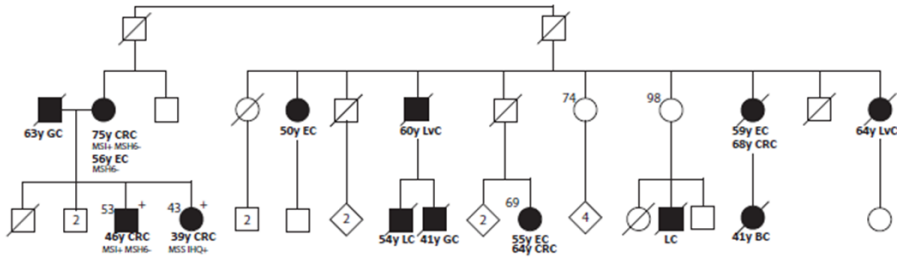 74
98
63y GC
75y CRC
MSI+ MSH6-
56y EC
MSH6-
50y EC
60y LvC
59y EC
68y CRC
64y LvC
2
53
+
46y CRC
MSI+ MSH6-
43
+
39y CRC
MSS IHQ+
2
2
54y LC
41y GC
2
69
55y EC
64y CRC
4
LC
41y BC